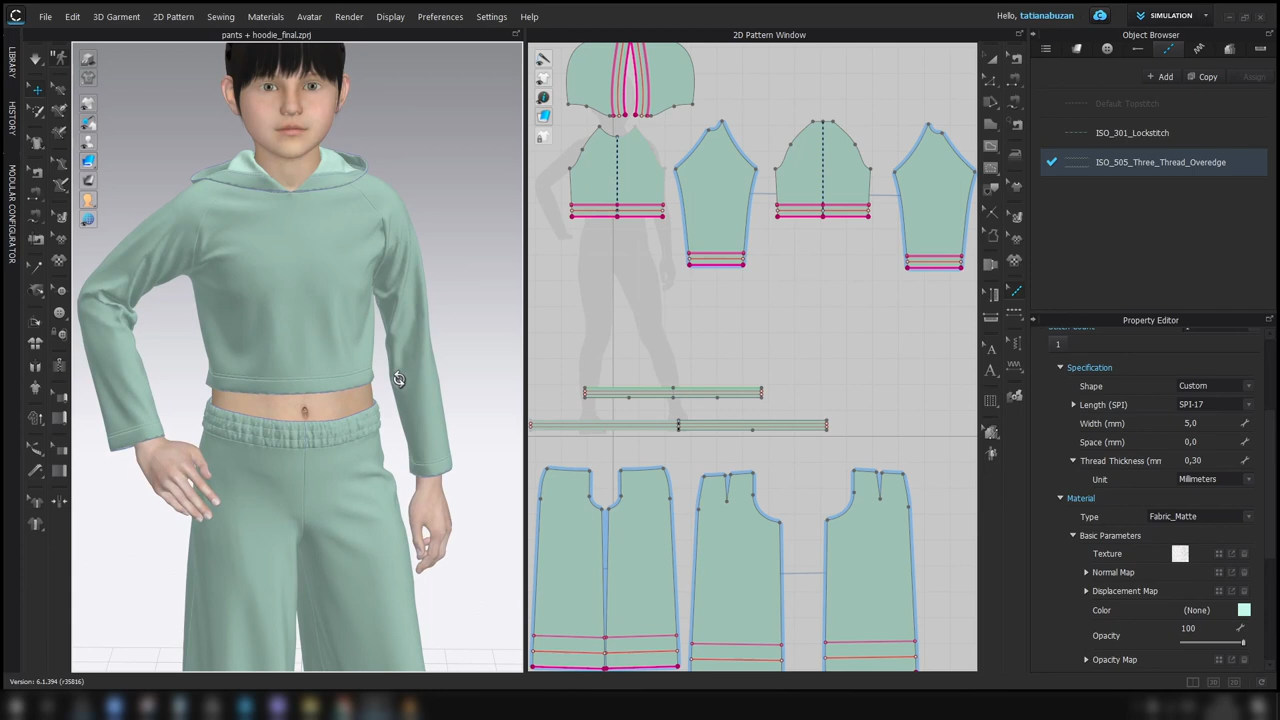 File Edit 3D Garment 2D Pattern Sewing Materials Avatar Render Display Preferences Settings Help
Hello, tatianabuzan SIMULATION
pants + hoodie_final.zprj
2D Pattern Window
Object Browser
LIBRARY
HISTORY
MODULAR CONFIGURATOR
+ Add Copy Assign
Default Topstitch
ISO_301_Lockstitch
ISO_505_Three_Thread_Overedge
Property Editor
1
Specification
Shape Custom
Length (SPI) SPI-17
Width (mm) 5,0
Space (mm) 0,0
Thread Thickness (mm 0,30
Unit Millimeters
Material
Type Fabric_Matte
Basic Parameters
Texture
Normal Map
Displacement Map
Color (None)
Opacity 100
Opacity Map
Version: 6.1.394 (r35816)
3D 2D